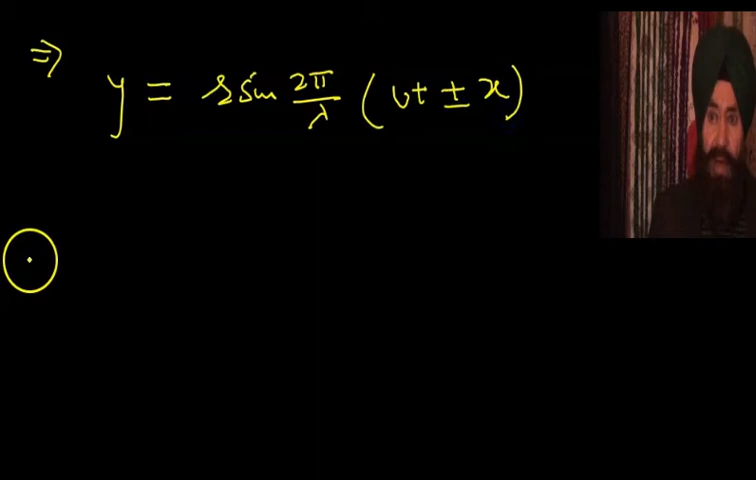 ⇒ y = r sin 2π/λ (vt ± x)